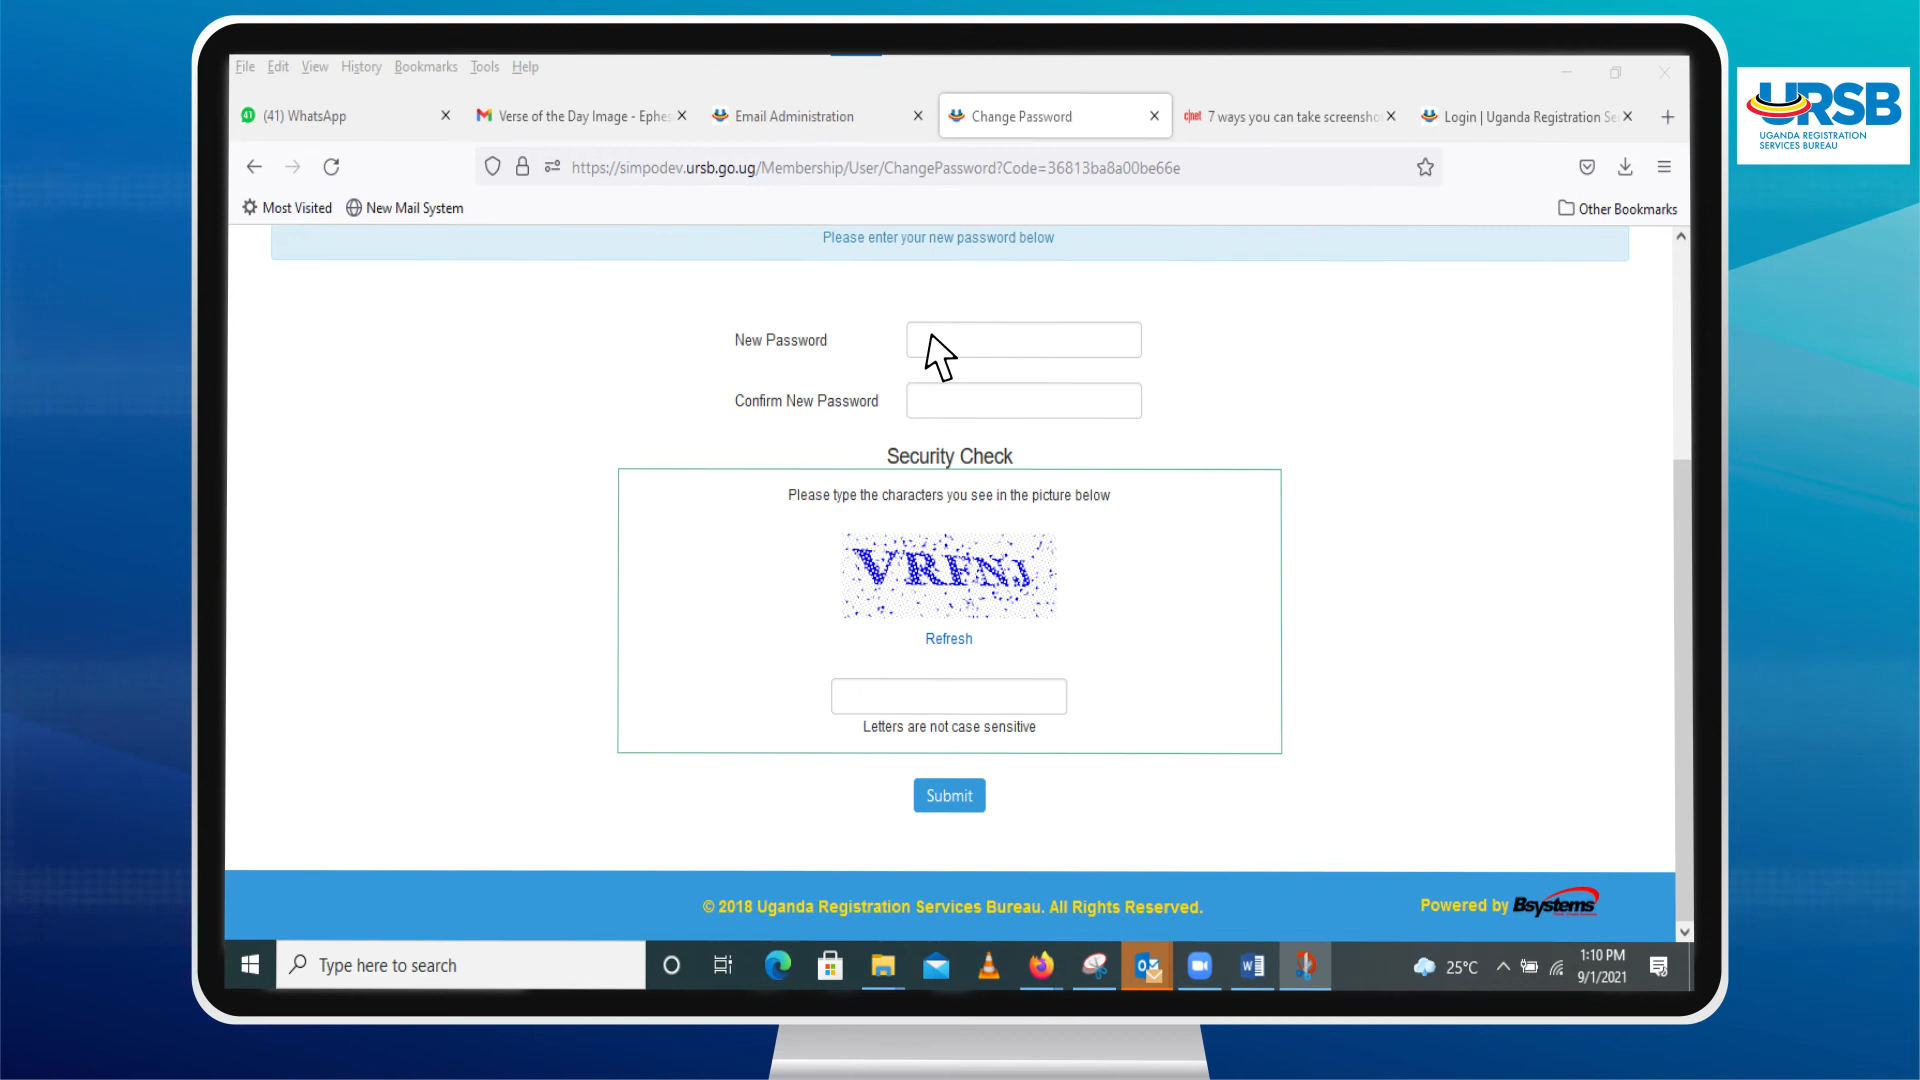 File Edit View History Bookmarks Tools Help
41 (41) WhatsApp
Verse of the Day Image - Ephes
Email Administration
Change Password
c|net 7 ways you can take screensho
Login | Uganda Registration Se
https://simpodev.ursb.go.ug/Membership/User/ChangePassword?Code=36813ba8a00be66e
Most Visited New Mail System Other Bookmarks
URSB
UGANDA REGISTRATION
SERVICES BUREAU
Please enter your new password below
New Password
Confirm New Password
Security Check
Please type the characters you see in the picture below
Refresh
Letters are not case sensitive
Submit
© 2018 Uganda Registration Services Bureau. All Rights Reserved.
Powered by Bsystems
Type here to search
25°C
1:10 PM
9/1/2021